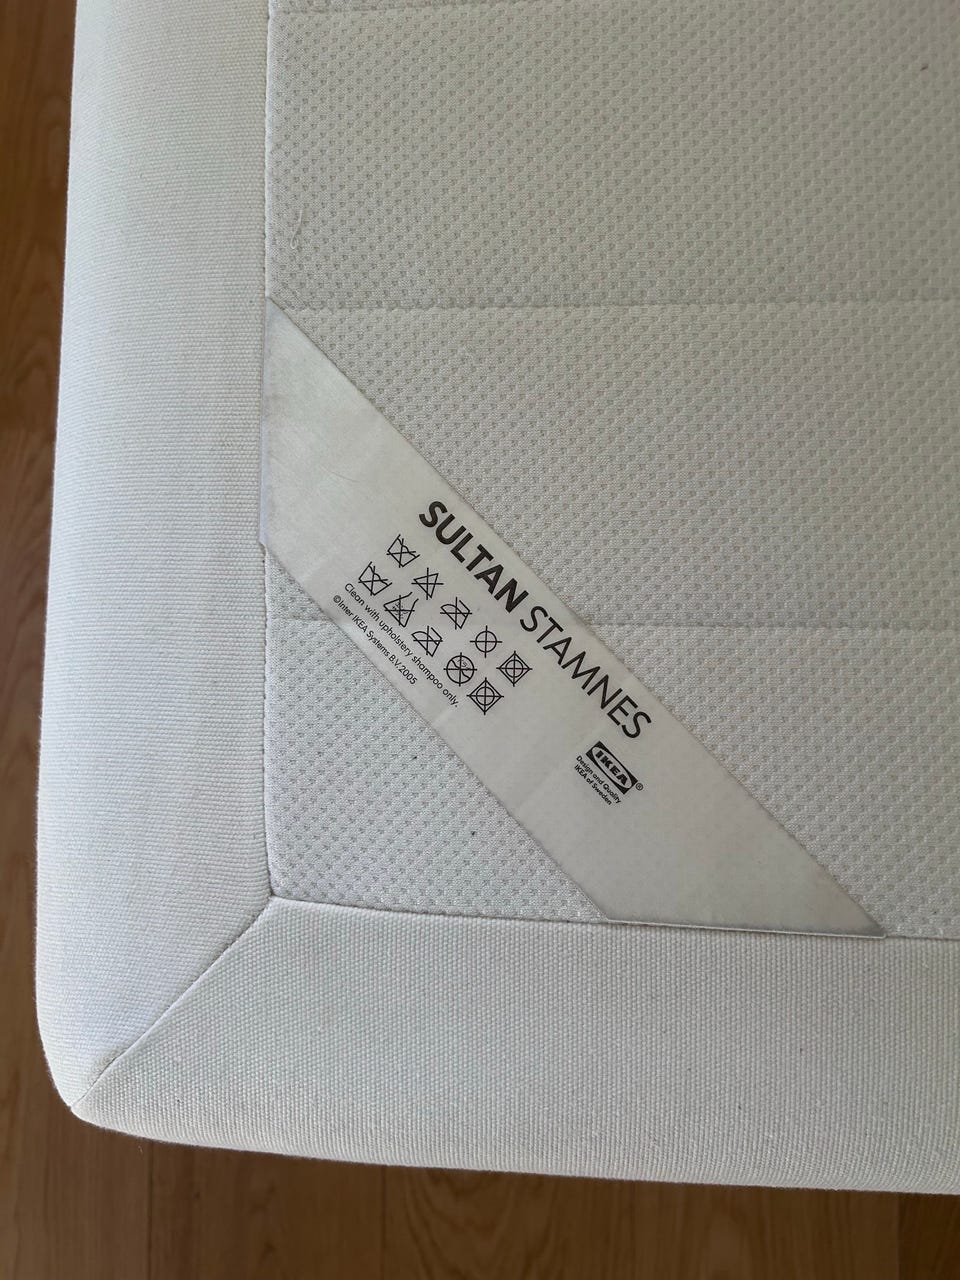 SULTAN STAMNES
Clean with upholstery shampoo only.
©Inter IKEA Systems B.V. 2005
IKEA®
Design and Quality
IKEA of Sweden